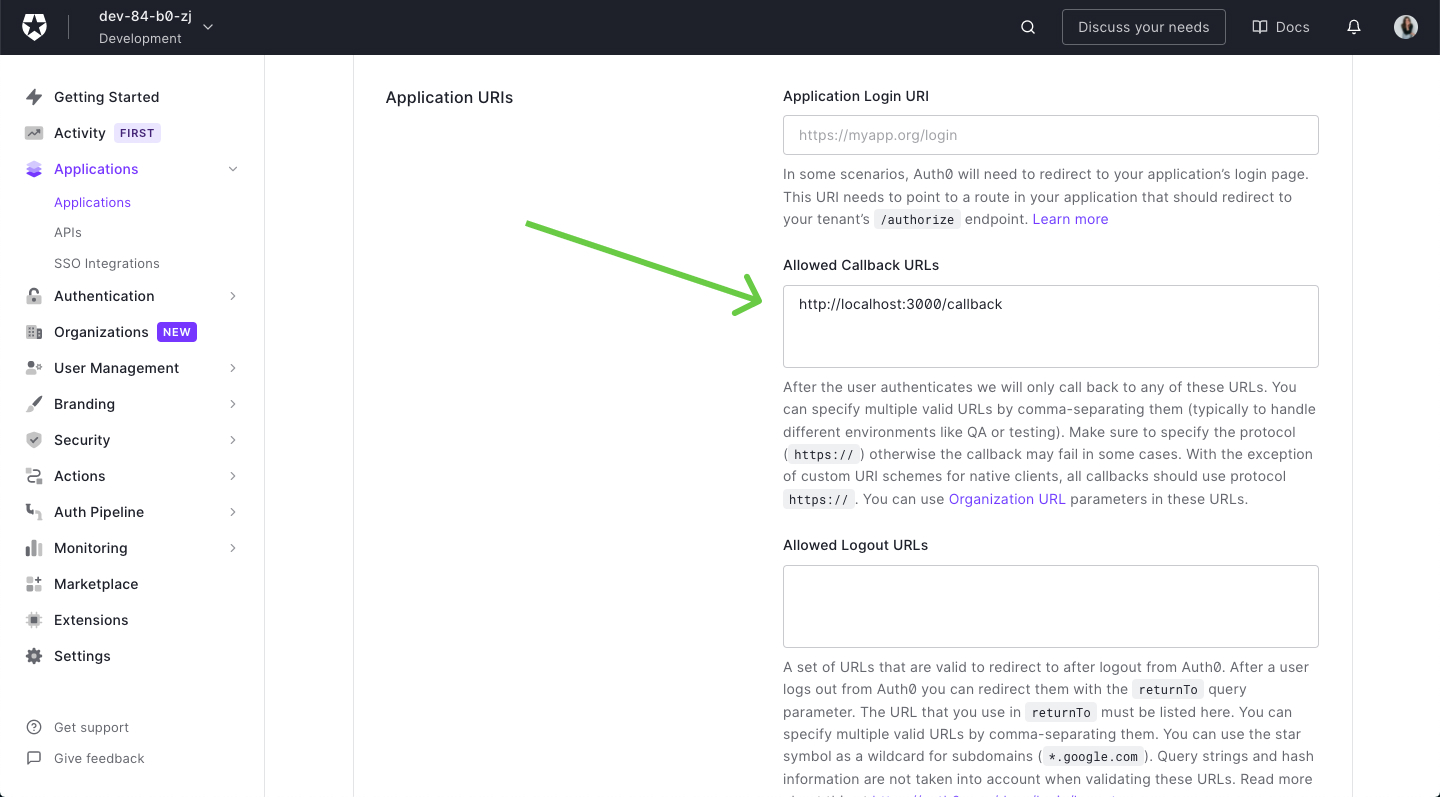 dev-84-b0-zj
Development
Discuss your needs
Docs
Getting Started
Activity FIRST
Applications
Applications
APIs
SSO Integrations
Authentication
Organizations NEW
User Management
Branding
Security
Actions
Auth Pipeline
Monitoring
Marketplace
Extensions
Settings
Get support
Give feedback
Application URIs
Application Login URI
https://myapp.org/login
In some scenarios, Auth0 will need to redirect to your application’s login page.
This URI needs to point to a route in your application that should redirect to
your tenant’s /authorize endpoint. Learn more
Allowed Callback URLs
http://localhost:3000/callback
After the user authenticates we will only call back to any of these URLs. You
can specify multiple valid URLs by comma-separating them (typically to handle
different environments like QA or testing). Make sure to specify the protocol
(https://) otherwise the callback may fail in some cases. With the exception
of custom URI schemes for native clients, all callbacks should use protocol
https://. You can use Organization URL parameters in these URLs.
Allowed Logout URLs
A set of URLs that are valid to redirect to after logout from Auth0. After a user
logs out from Auth0 you can redirect them with the returnTo query
parameter. The URL that you use in returnTo must be listed here. You can
specify multiple valid URLs by comma-separating them. You can use the star
symbol as a wildcard for subdomains (*.google.com). Query strings and hash
information are not taken into account when validating these URLs. Read more